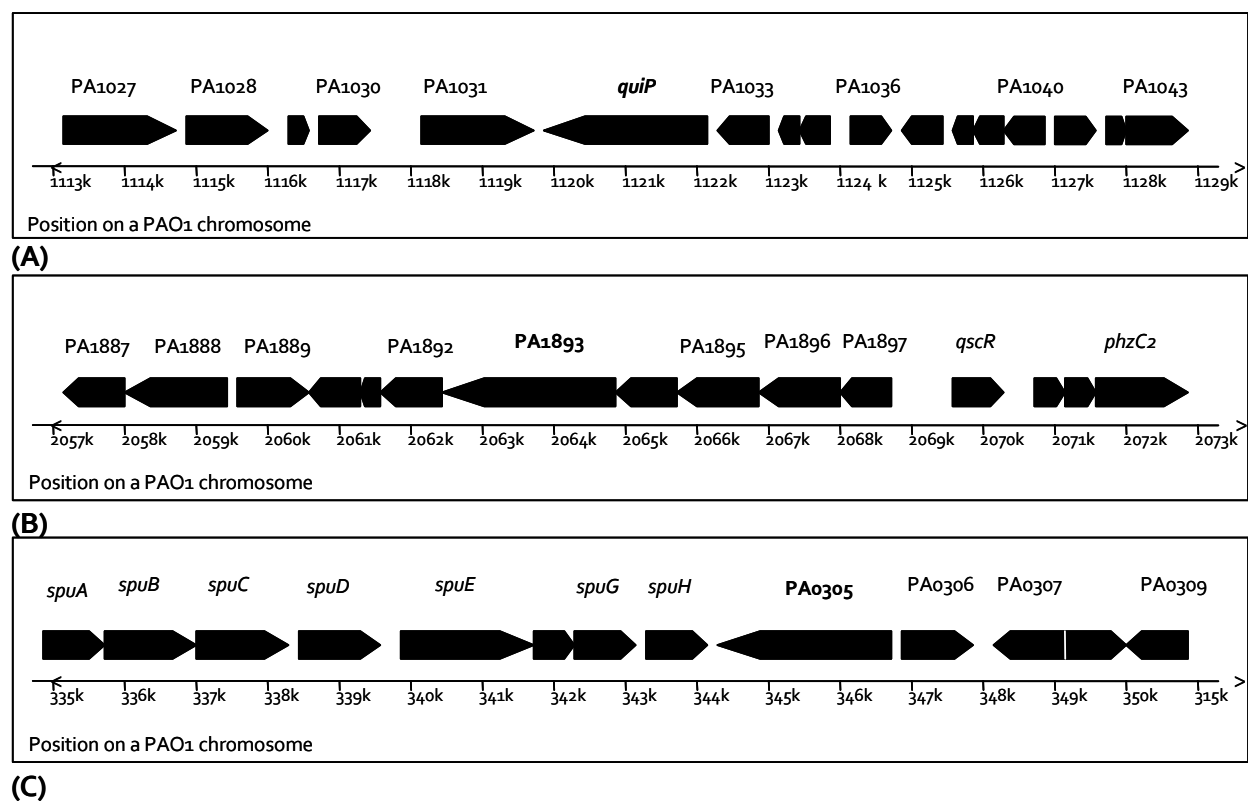 PA1027 PA1028 PA1030 PA1031 quiP PA1033 PA1036 PA1040 PA1043
1113k 1114k 1115k 1116k 1117k 1118k 1119k 1120k 1121k 1122k 1123k 1124 k 1125k 1126k 1127k 1128k 1129k
Position on a PAO1 chromosome
(A)
PA1887 PA1888 PA1889 PA1892 PA1893 PA1895 PA1896 PA1897 qscR phzC2
2057k 2058k 2059k 2060k 2061k 2062k 2063k 2064k 2065k 2066k 2067k 2068k 2069k 2070k 2071k 2072k 2073k
Position on a PAO1 chromosome
(B)
spuA spuB spuC spuD spuE spuG spuH PA0305 PA0306 PA0307 PA0309
335k 336k 337k 338k 339k 340k 341k 342k 343k 344k 345k 346k 347k 348k 349k 350k 315k
Position on a PAO1 chromosome
(C)